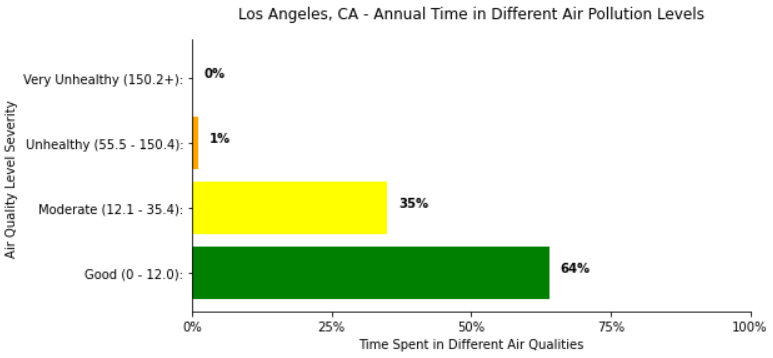 Los Angeles, CA - Annual Time in Different Air Pollution Levels
Air Quality Level Severity
Very Unhealthy (150.2+):
0%
Unhealthy (55.5 - 150.4):
1%
Moderate (12.1 - 35.4):
35%
Good (0 - 12.0):
64%
0%
25%
50%
75%
100%
Time Spent in Different Air Qualities